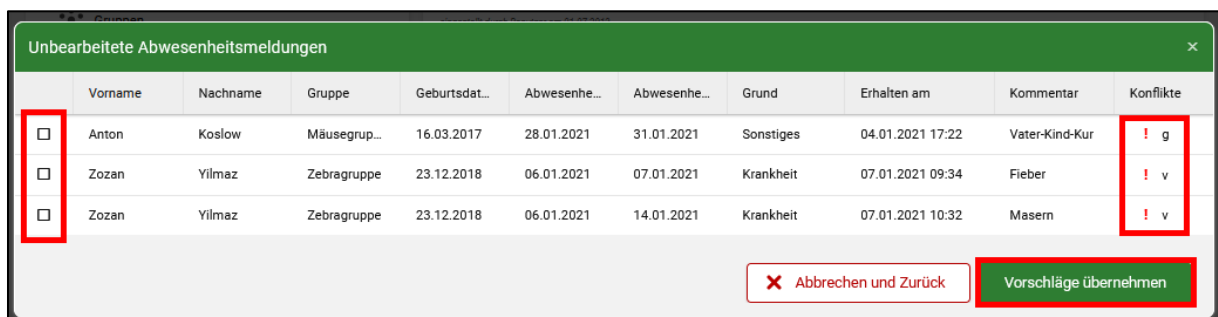 Gruppen
Unbearbeitete Abwesenheitsmeldungen ×
Vorname Nachname Gruppe Geburtsdat... Abwesenhe... Abwesenhe... Grund Erhalten am Kommentar Konflikte
Anton Koslow Mäusegrup... 16.03.2017 28.01.2021 31.01.2021 Sonstiges 04.01.2021 17:22 Vater-Kind-Kur ! g
Zozan Yilmaz Zebragruppe 23.12.2018 06.01.2021 07.01.2021 Krankheit 07.01.2021 09:34 Fieber ! v
Zozan Yilmaz Zebragruppe 23.12.2018 06.01.2021 14.01.2021 Krankheit 07.01.2021 10:32 Masern ! v
Abbrechen und Zurück Vorschläge übernehmen